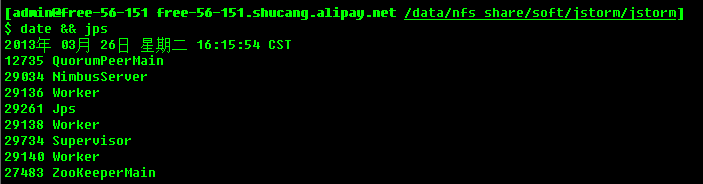 [admin@free-56-151 free-56-151.shucang.alipay.net /data/nfs_share/soft/jstorm/jstorm]
$ date && jps
2013年 03月 26日 星期二 16:15:54 CST
12735 QuorumPeerMain
29034 NimbusServer
29136 Worker
29261 Jps
29138 Worker
29734 Supervisor
29140 Worker
27483 ZooKeeperMain